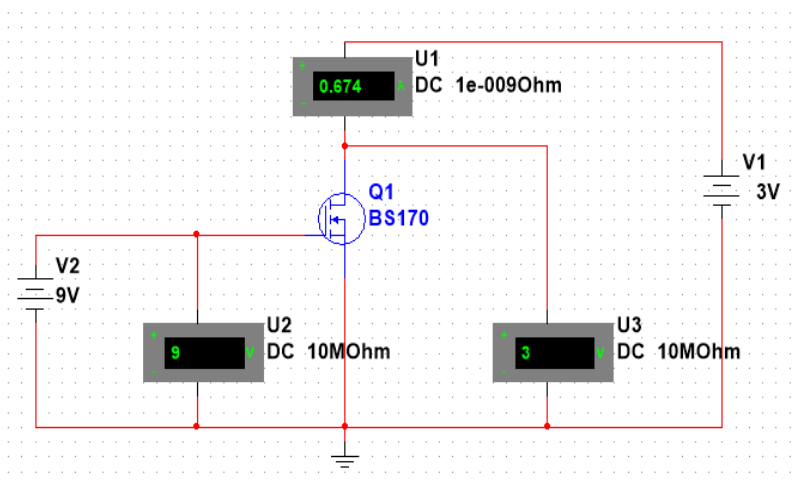 U1
0.674 A
DC 1e-009Ohm
V1
3V
Q1
BS170
V2
9V
U2
9 V
DC 10MOhm
U3
3 V
DC 10MOhm